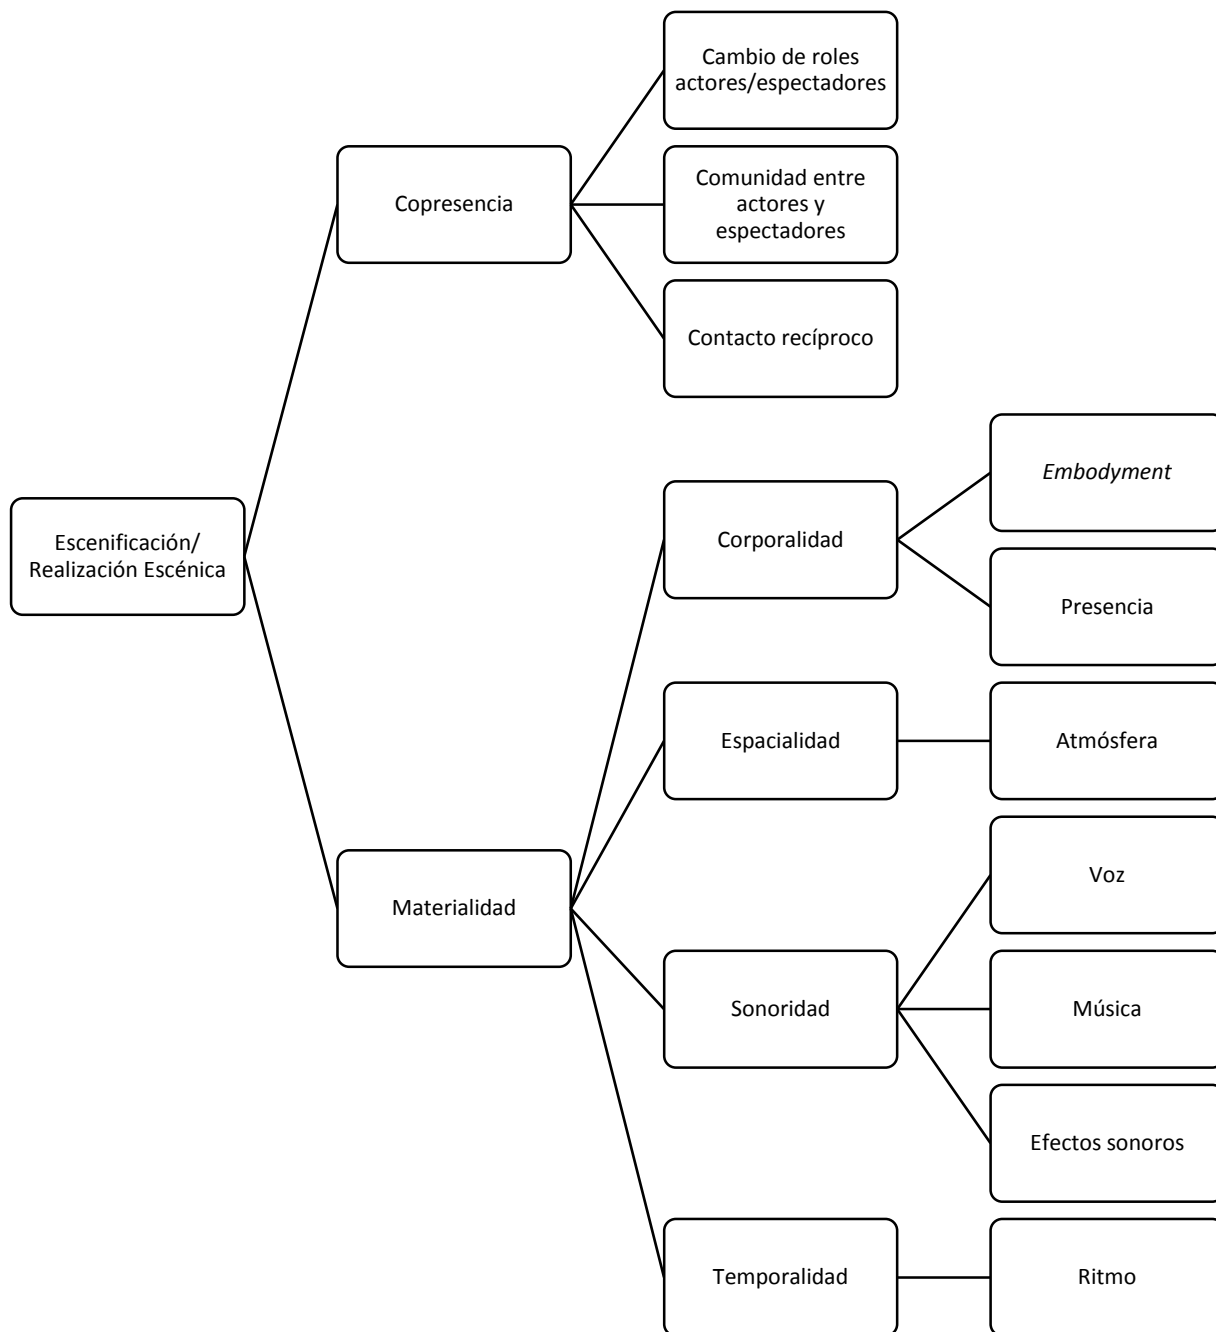 Cambio de roles
actores/espectadores
Copresencia
Comunidad entre
actores y
espectadores
Contacto recíproco
Escenificación/
Realización Escénica
Corporalidad
Embodyment
Presencia
Espacialidad
Atmósfera
Materialidad
Voz
Sonoridad
Música
Efectos sonoros
Temporalidad
Ritmo